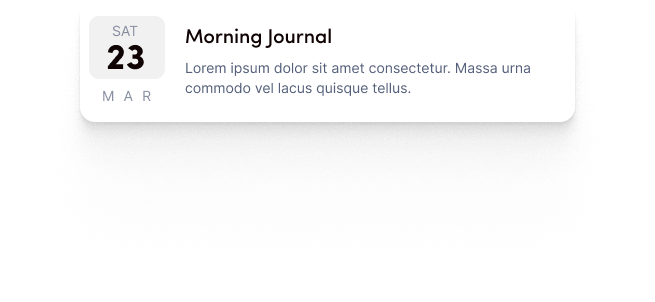 SAT
23
M A R
Morning Journal
Lorem ipsum dolor sit amet consectetur. Massa urna
commodo vel lacus quisque tellus.